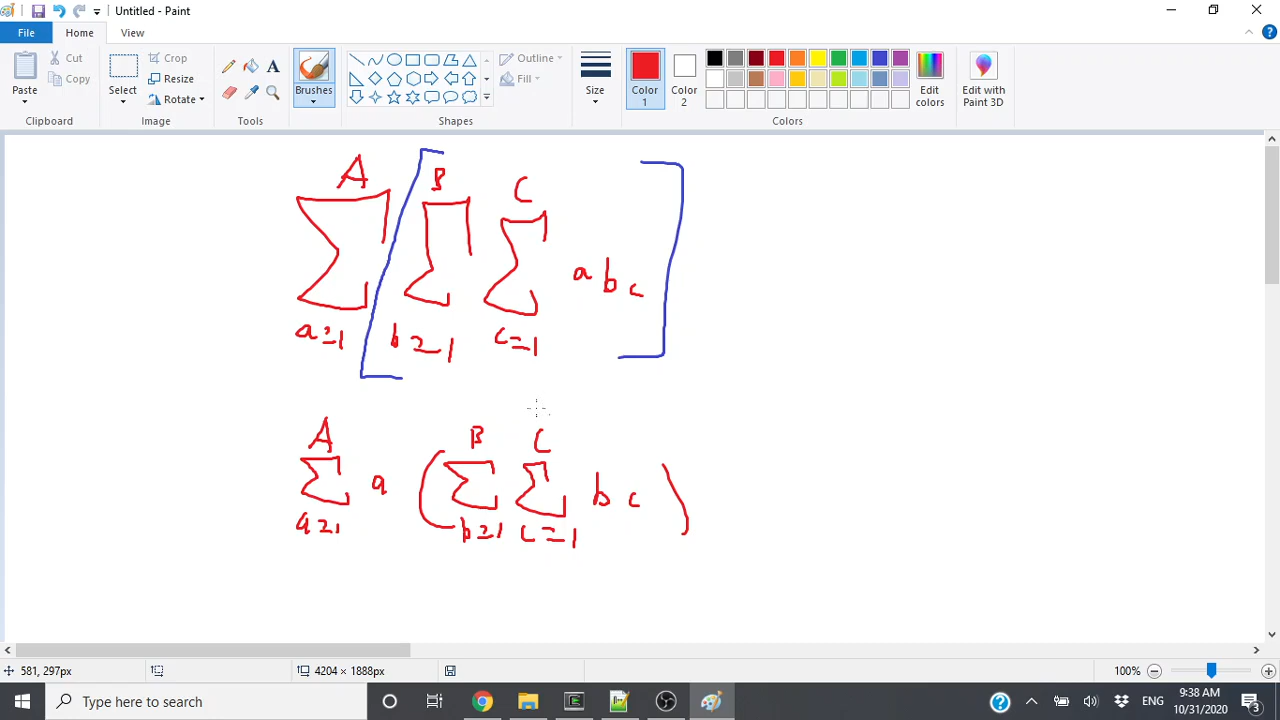 Untitled - Paint
File Home View
Paste Cut Copy Clipboard
Select Crop Resize Rotate Image
Tools
Brushes
Shapes Outline Fill
Size
Color 1 Color 2 Edit colors Edit with Paint 3D
Colors
A B C
∑ ∑ ∑ a b c
a=1 b=1 c=1
A B C
∑ a ( ∑ ∑ b c )
a=1 b=1 c=1
581, 297px 4204 × 1888px 100%
Type here to search
ENG 9:38 AM 10/31/2020 3